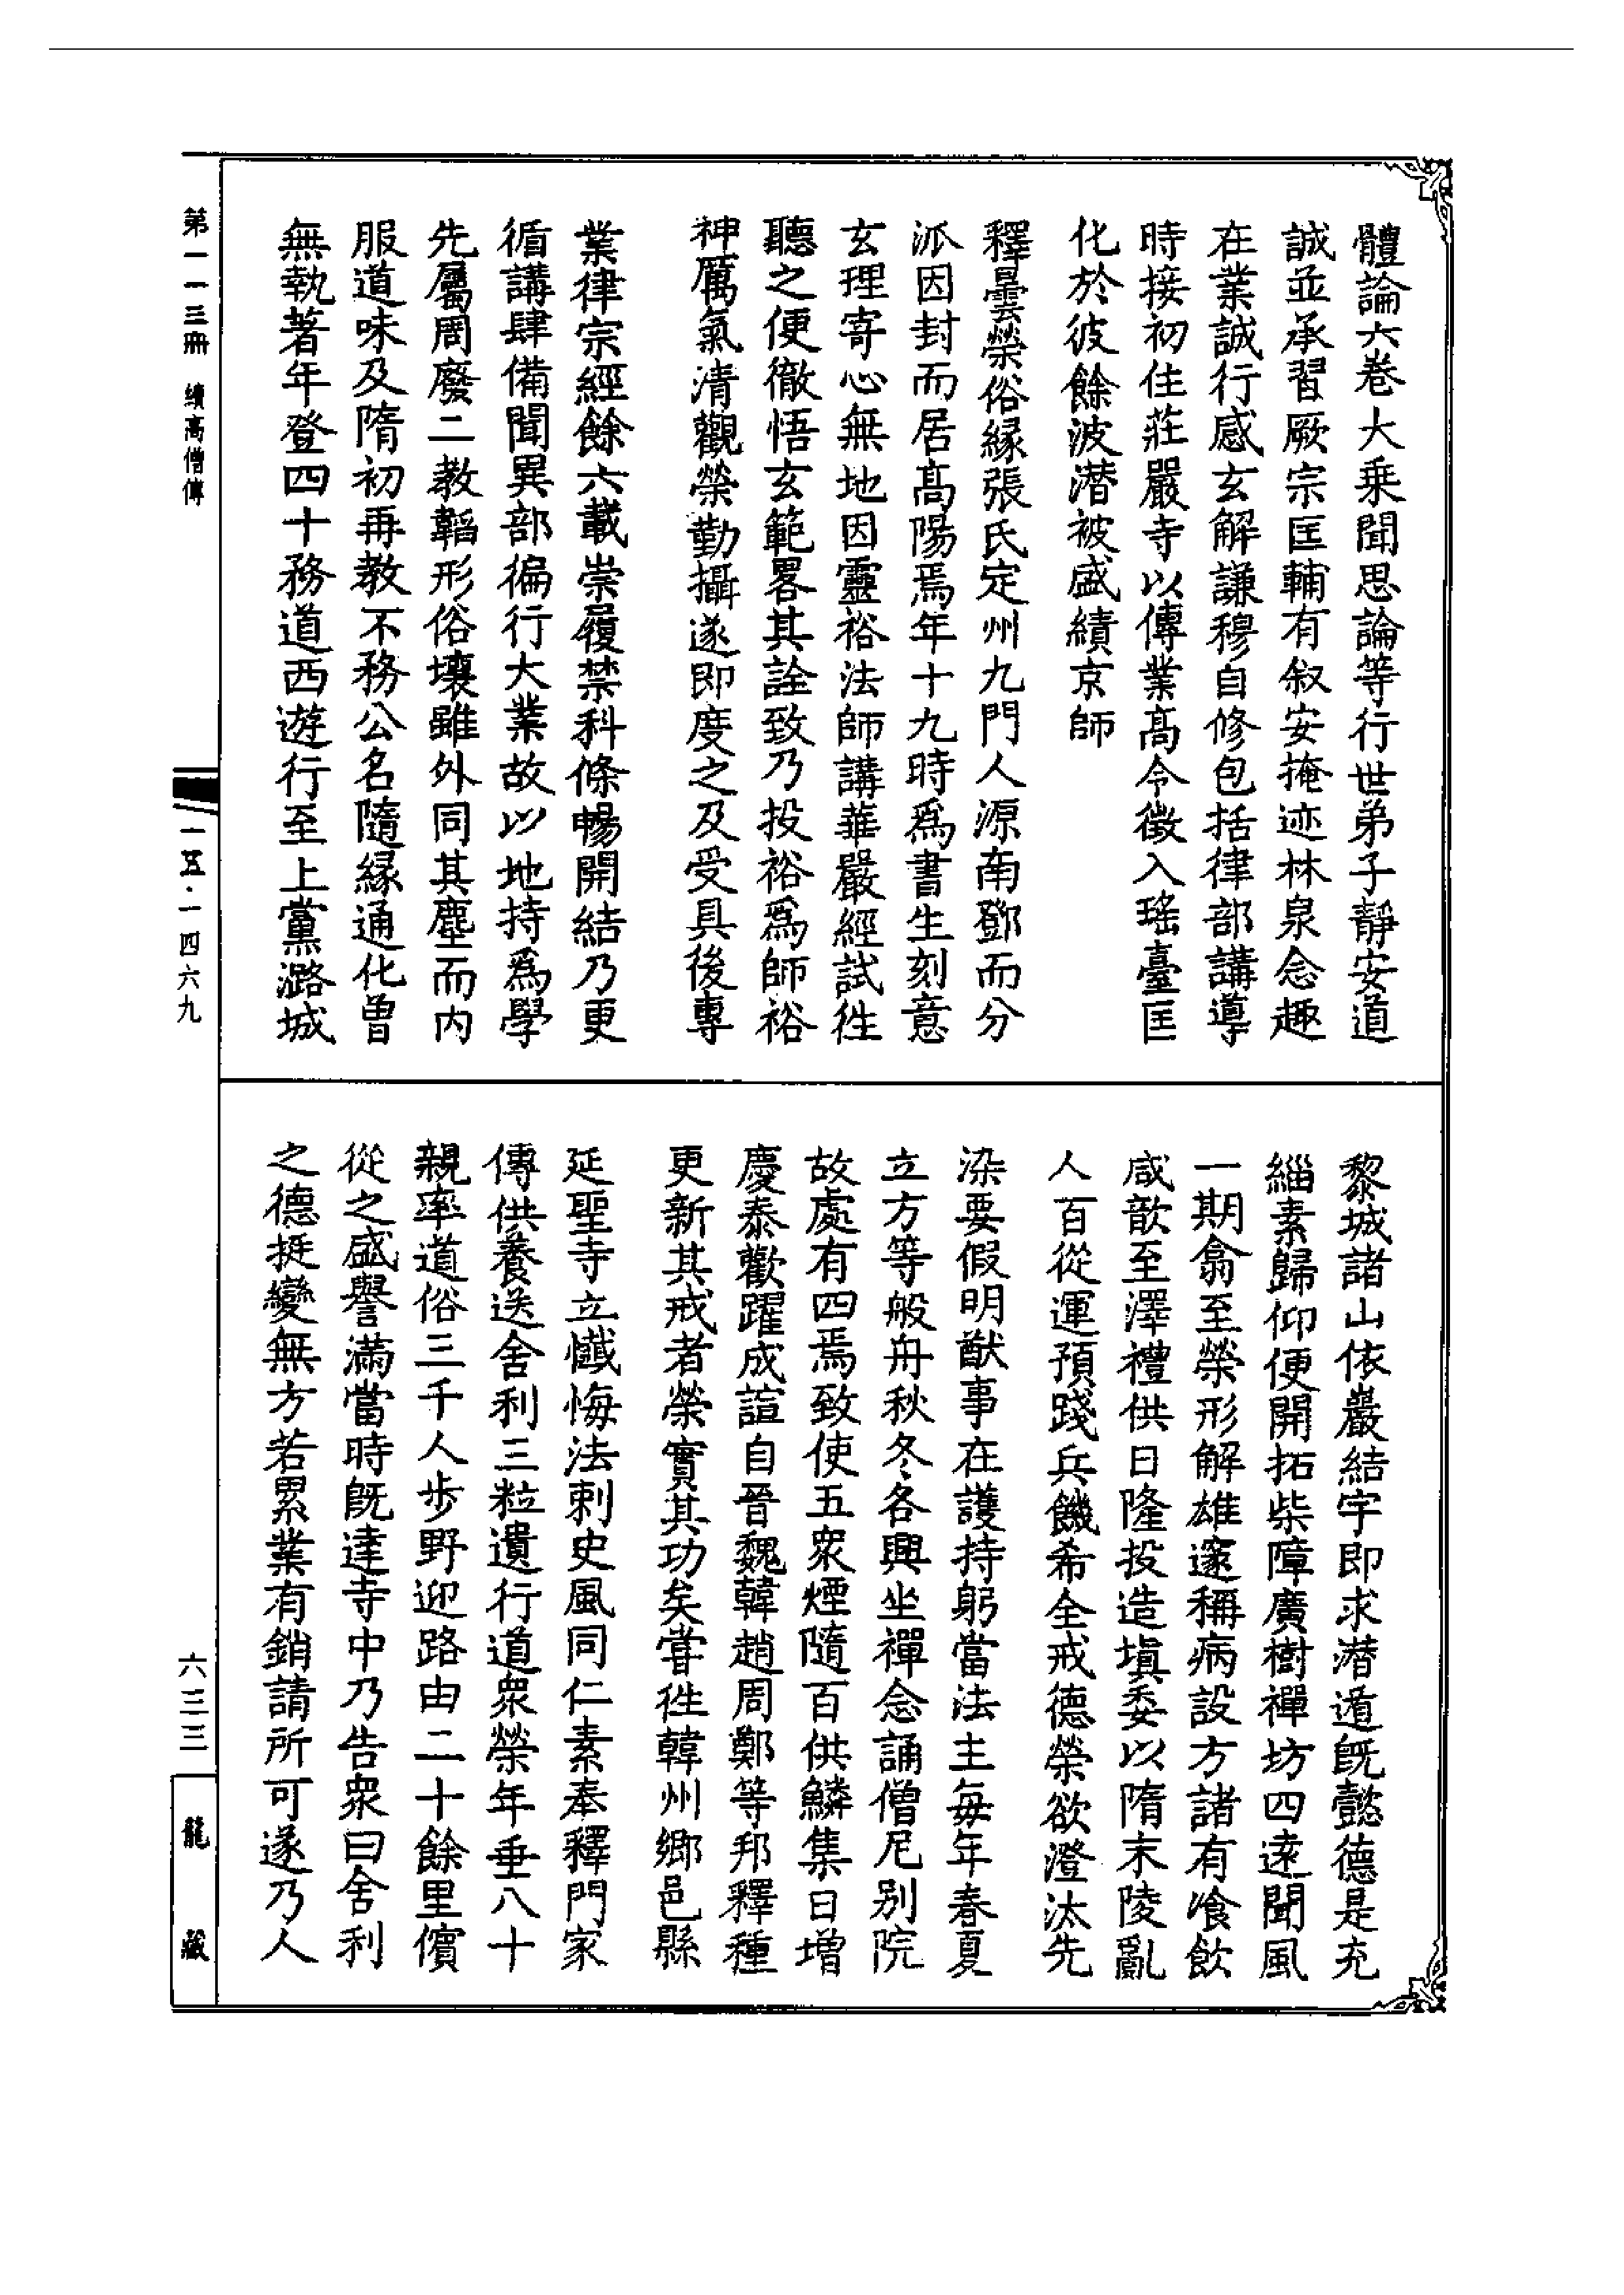 體論六卷大乗聞思論等行世弟子靜安道
誠並承習厥宗匡輔有叙安掩迹林泉念趣
在業誠行感玄解謙穆自修包括律部講導
時接初住莊嚴寺以傳業髙令徵入瑤臺匡
化於彼餘波潜被盛績京師
釋曇榮俗緣張氏定州九門人源南鄧而分
派因封而居髙陽焉年十九時爲書生刻意
玄理寄心無地因靈裕法師講華嚴經試徃
聽之便徹悟玄範畧其詮致乃投裕爲師裕
神厲氣清觀榮勤攝遂即度之及受具後專
業律宗經餘六載崇履禁科條暢開結乃更
循講肆備聞異部徧行大業故以地持爲學
先屬周廢二教韜形俗壤雖外同其塵而内
服道味及隋初再教不務公名隨緣通化曾
無執著年登四十務道西遊行至上黨潞城
黎城諸山依巖結宇即求潜遁旣懿德是充
緇素歸仰便開拓柴障廣樹禪坊四遠聞風
一期翕至榮形解雄邃稱病設方諸有飡飲
咸歆至澤禮供日隆投造填委以隋末陵亂
人百從運預踐兵饑希全戒德榮欲澄汰先
染要假明猷事在護持躬當法主每年春夏
立方等般舟秋冬各興坐禪念誦僧尼别院
故處有四焉致使五衆煙隨百供鱗集日增
慶泰歡躍成諠自晉魏韓趙周鄭等邦釋種
更新其戒者榮實其功矣甞徃韓州鄉邑縣
延聖寺立懺悔法刺史風同仁素奉釋門家
傳供養送舍利三粒遺行道衆榮年垂八十
親率道俗三千人步野迎路由二十餘里儐
從之盛譽滿當時旣達寺中乃告衆曰舍利
之德挺變無方若累業有銷請所可遂乃人
第一一三冊　續高僧傳
一五·一四六九
六三三
龍藏